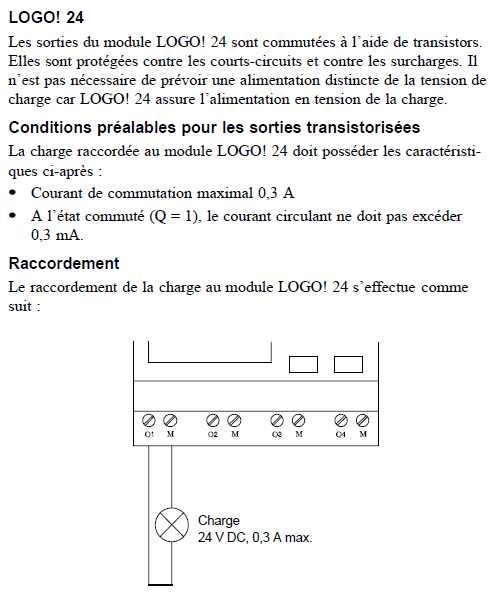 LOGO! 24
Les sorties du module LOGO! 24 sont commutées à l'aide de transistors.
Elles sont protégées contre les courts-circuits et contre les surcharges. Il
n'est pas nécessaire de prévoir une alimentation distincte de la tension de
charge car LOGO! 24 assure l'alimentation en tension de la charge.
Conditions préalables pour les sorties transistorisées
La charge raccordée au module LOGO! 24 doit posséder les caractéristi-
ques ci-après :
• Courant de commutation maximal 0,3 A
• A l'état commuté (Q = 1), le courant circulant ne doit pas excéder
0,3 mA.
Raccordement
Le raccordement de la charge au module LOGO! 24 s'effectue comme
suit :
Q1 M Q2 M Q3 M Q4 M
Charge
24 V DC, 0,3 A max.